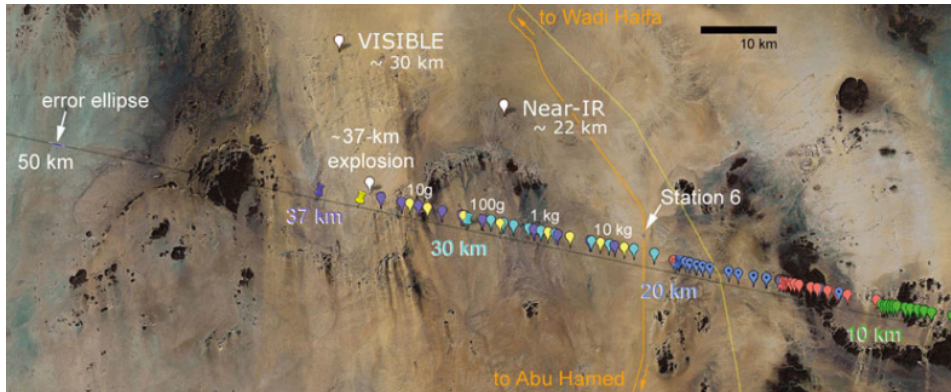 to Wadi Halfa
VISIBLE
~ 30 km
10 km
error ellipse
Near-IR
~ 22 km
50 km
~37-km
explosion
10g
37 km
100g
1 kg
Station 6
10 kg
30 km
20 km
10 km
to Abu Hamed